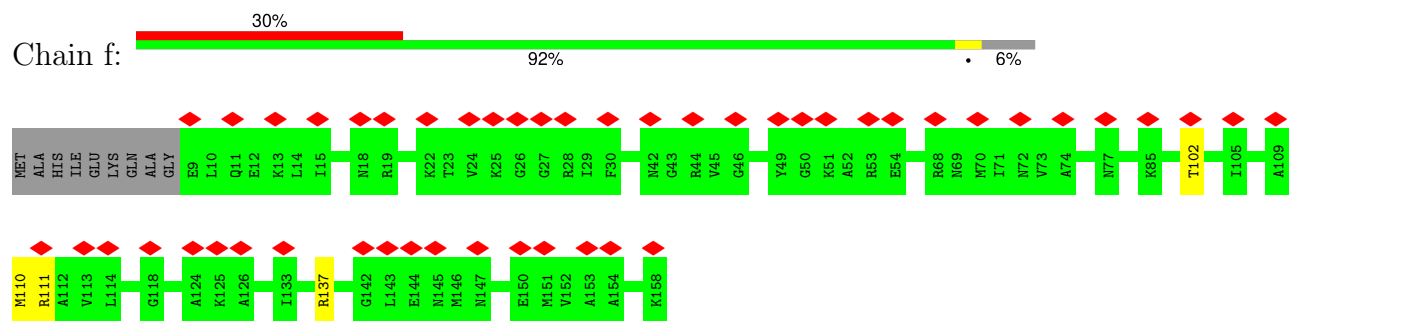 30%
Chain f:
92% • 6%
MET ALA HIS ILE GLU LYS GLN ALA GLY E9 L10 Q11 E12 K13 L14 I15 N18 R19 K22 T23 V24 K25 G26 G27 R28 I29 F30 N42 G43 R44 V45 G46 Y49 G50 K51 A52 R53 E54 R68 N69 M70 I71 N72 V73 A74 N77 K85 T102 I105 A109
M110 R111 A112 V113 L114 G118 A124 K125 A126 I133 R137 G142 L143 E144 N145 M146 N147 E150 M151 V152 A153 A154 K158